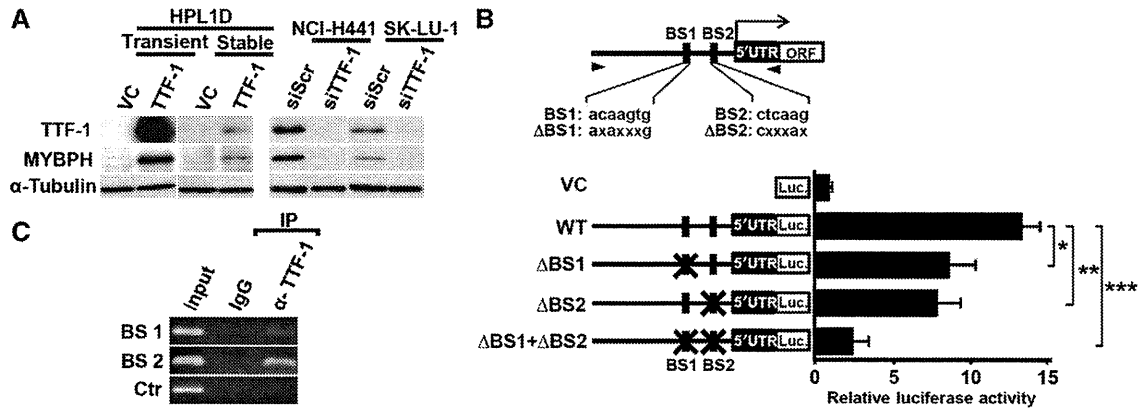 A
HPL1D
Transient Stable
NCI-H441 SK-LU-1
VC TTF-1 VC TTF-1 siScr siTTF-1 siScr siTTF-1
TTF-1
MYBPH
α-Tubulin
B
BS1 BS2
5'UTR ORF
BS1: acaagtg BS2: ctcaag
ΔBS1: axaxxxg ΔBS2: cxxxax
VC Luc.
WT 5'UTR Luc.
ΔBS1 5'UTR Luc.
ΔBS2 5'UTR Luc.
ΔBS1+ΔBS2 5'UTR Luc.
BS1 BS2
* ** ***
0 5 10 15
Relative luciferase activity
C
IP
Input IgG α-TTF-1
BS 1
BS 2
Ctr